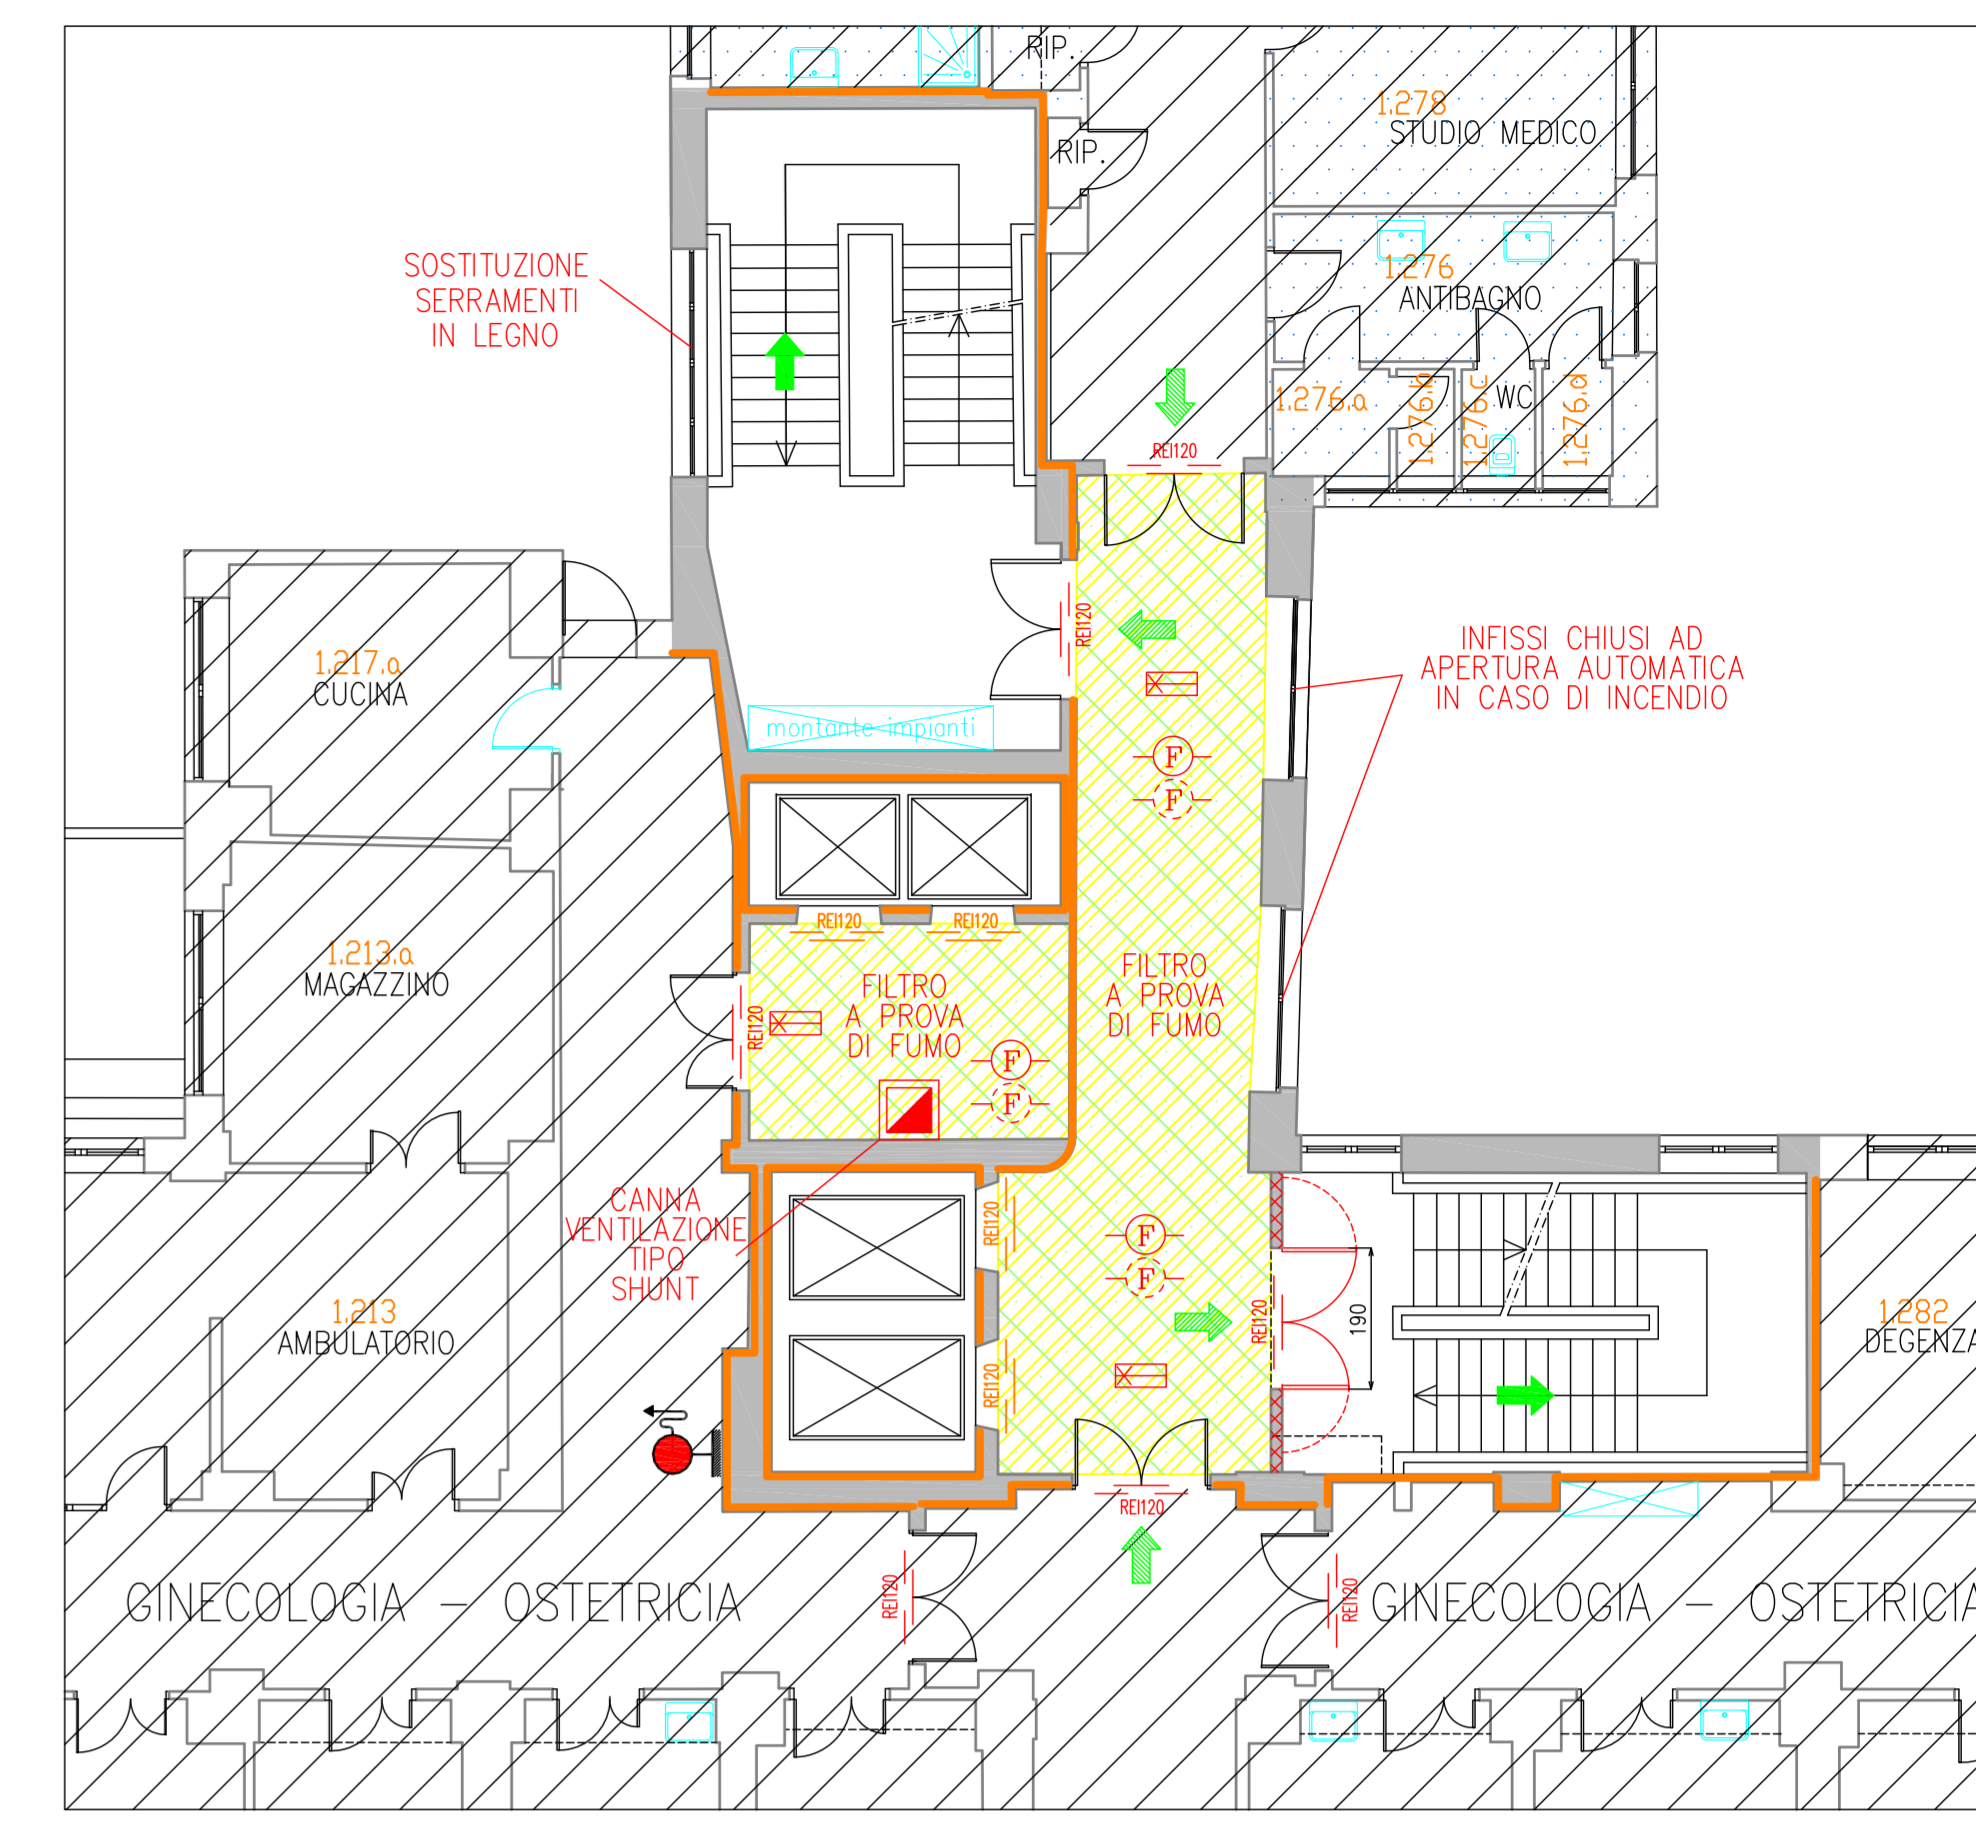 RIP.
1.278
STUDIO MEDICO
RIP.
SOSTITUZIONE
SERRAMENTI
IN LEGNO
1.276
ANTIBAGNO
1.276.a
1.276.b
1.276.c
WC
1.276.d
REI120
REI120
INFISSI CHIUSI AD
APERTURA AUTOMATICA
IN CASO DI INCENDIO
1.217.a
CUCINA
montante impianti
F
F
REI120
REI120
1.213.a
MAGAZZINO
FILTRO
A PROVA
DI FUMO
FILTRO
A PROVA
DI FUMO
REI120
F
F
CANNA
VENTILAZIONE
TIPO
SHUNT
REI120
F
F
1.213
AMBULATORIO
REI120
190
REI120
1.282
DEGENZA
REI120
REI120
REI120
GINECOLOGIA - OSTETRICIA
GINECOLOGIA - OSTETRICIA